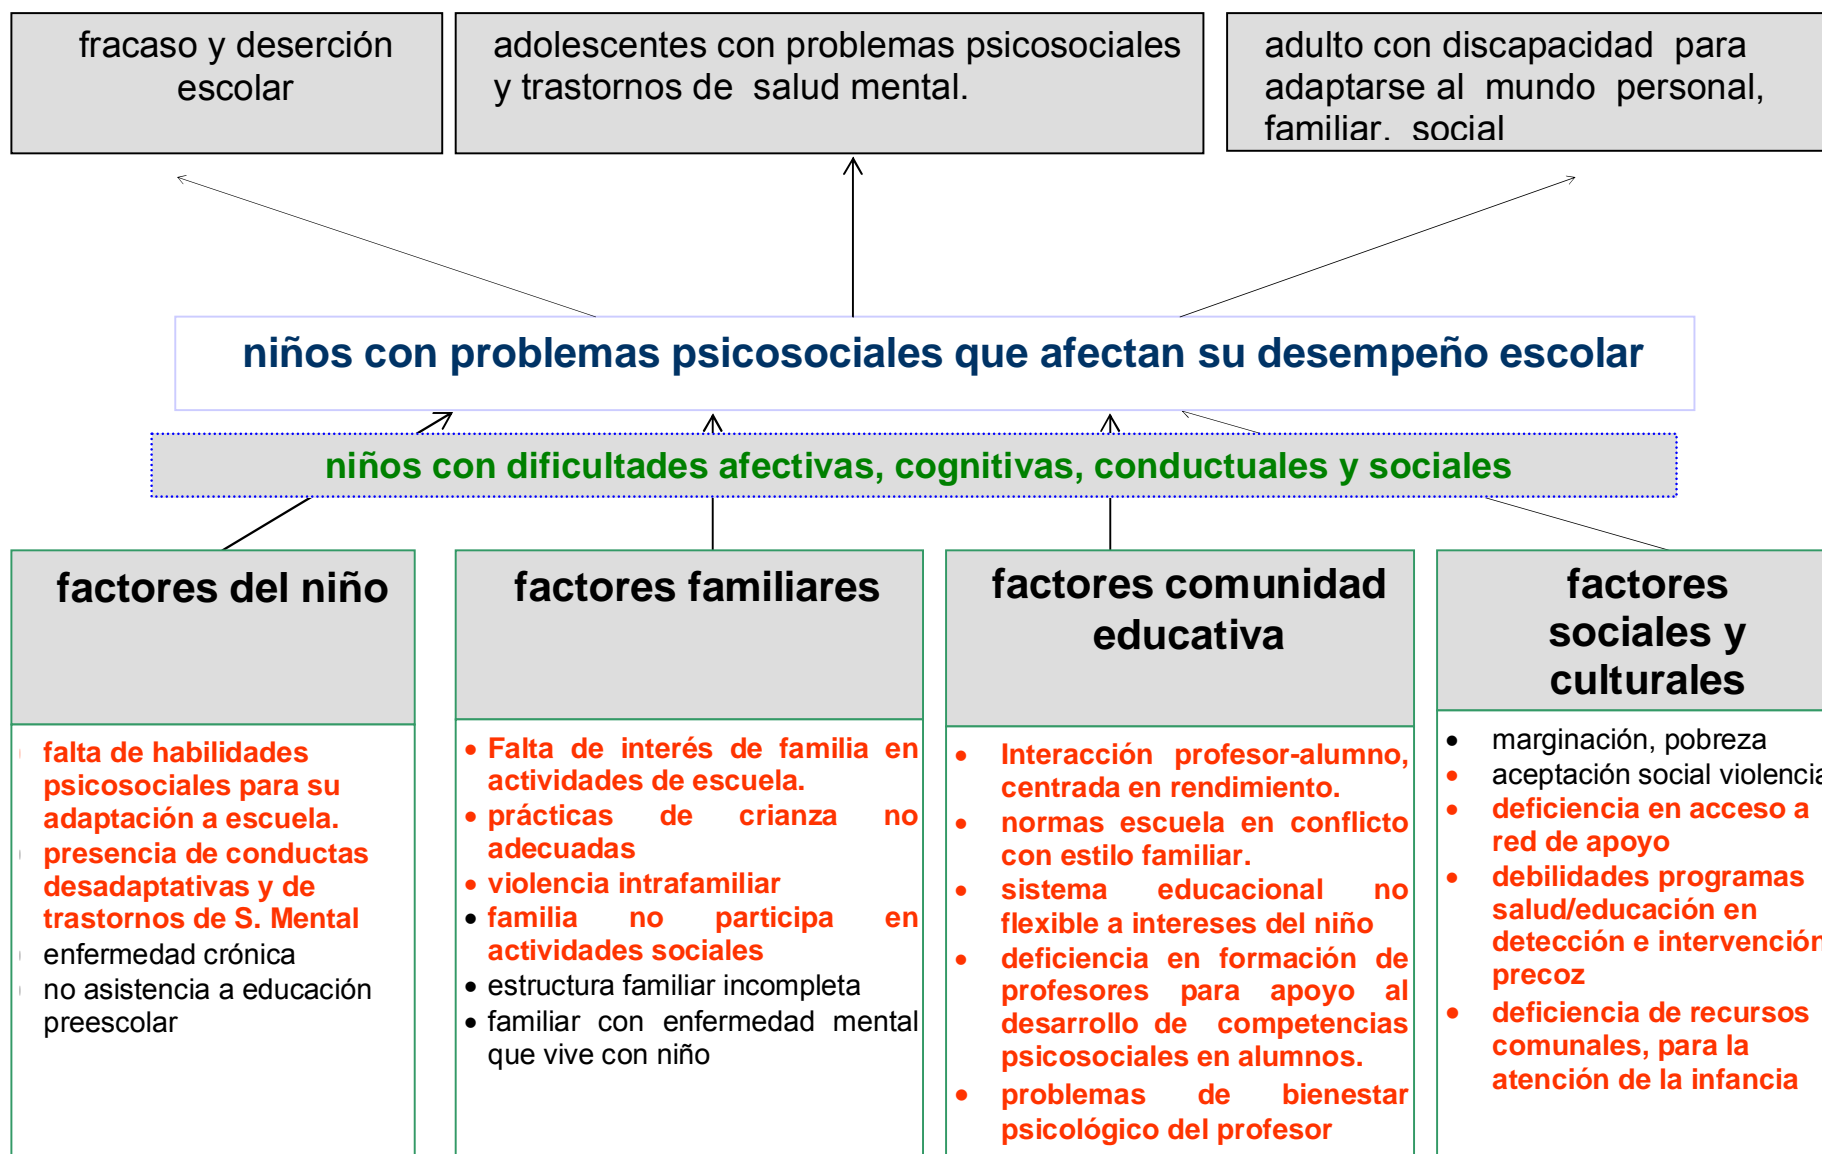 fracaso y deserción
escolar
adolescentes con problemas psicosociales
y trastornos de salud mental.
adulto con discapacidad para
adaptarse al mundo personal,
familiar. social
niños con problemas psicosociales que afectan su desempeño escolar
niños con dificultades afectivas, cognitivas, conductuales y sociales
factores del niño
falta de habilidades
psicosociales para su
adaptación a escuela.
presencia de conductas
desadaptativas y de
trastornos de S. Mental
enfermedad crónica
no asistencia a educación
preescolar
factores familiares
• Falta de interés de familia en
actividades de escuela.
• prácticas de crianza no
adecuadas
• violencia intrafamiliar
• familia no participa en
actividades sociales
• estructura familiar incompleta
• familiar con enfermedad mental
que vive con niño
factores comunidad
educativa
• Interacción profesor-alumno,
centrada en rendimiento.
• normas escuela en conflicto
con estilo familiar.
• sistema educacional no
flexible a intereses del niño
• deficiencia en formación de
profesores para apoyo al
desarrollo de competencias
psicosociales en alumnos.
• problemas de bienestar
psicológico del profesor
factores
sociales y
culturales
• marginación, pobreza
• aceptación social violencia
• deficiencia en acceso a
red de apoyo
• debilidades programas
salud/educación en
detección e intervención
precoz
• deficiencia de recursos
comunales, para la
atención de la infancia